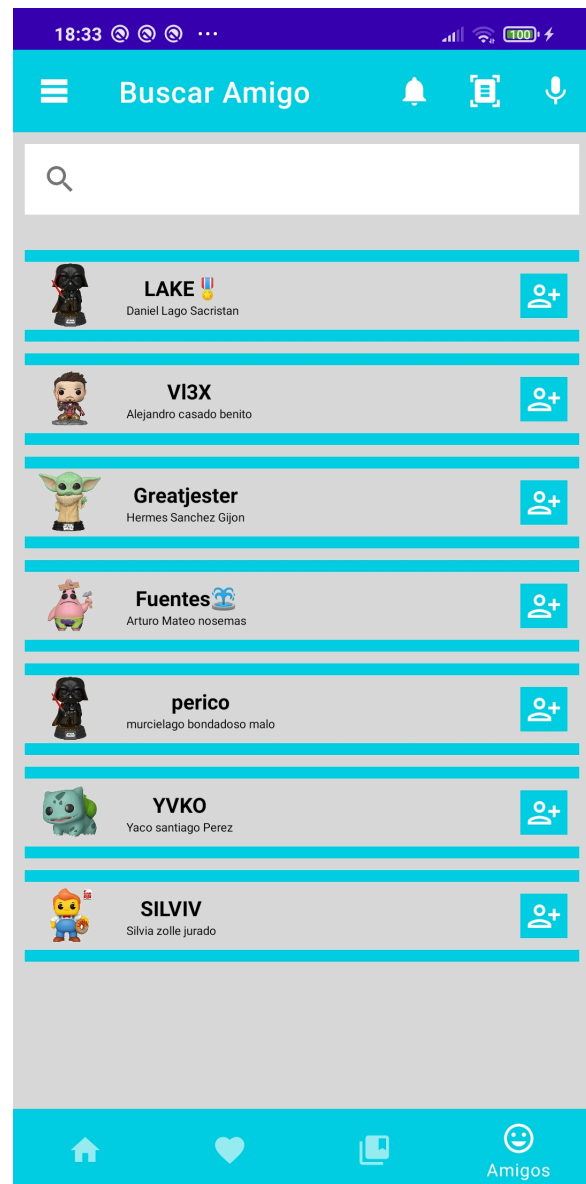 18:33
100
Buscar Amigo
LAKE🎖
Daniel Lago Sacristan
Vl3X
Alejandro casado benito
Greatjester
Hermes Sanchez Gijon
Fuentes⛲
Arturo Mateo nosemas
perico
murcielago bondadoso malo
YVKO
Yaco santiago Perez
SILVIV
Silvia zolle jurado
Amigos